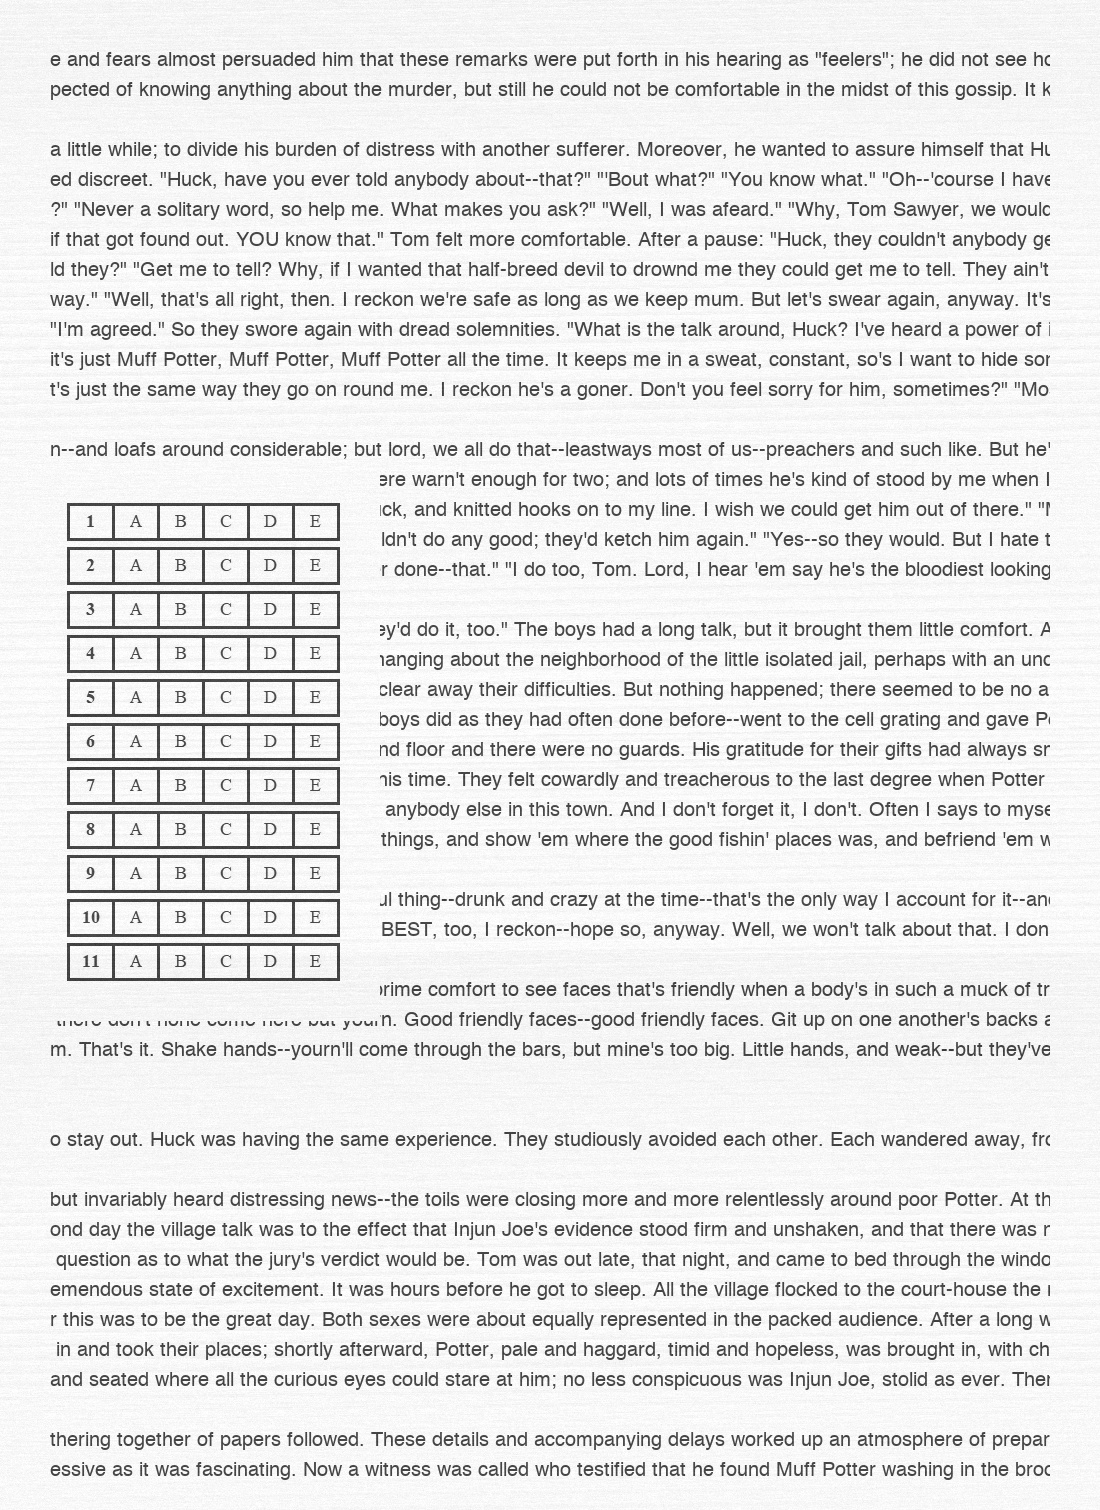 e and fears almost persuaded him that these remarks were put forth in his hearing as "feelers"; he did not see
pected of knowing anything about the murder, but still he could not be comfortable in the midst of this gossip. It
a little while; to divide his burden of distress with another sufferer. Moreover, he wanted to assure himself that
ed discreet. "Huck, have you ever told anybody about--that?" "'Bout what?" "You know what." "Oh--'course I have
?" "Never a solitary word, so help me. What makes you ask?" "Well, I was afeard." "Why, Tom Sawyer, we would
if that got found out. YOU know that." Tom felt more comfortable. After a pause: "Huck, they couldn't anybody ge
ld they?" "Get me to tell? Why, if I wanted that half-breed devil to drownd me they could get me to tell. They ain't
way." "Well, that's all right, then. I reckon we're safe as long as we keep mum. But let's swear again, anyway. It's
"I'm agreed." So they swore again with dread solemnities. "What is the talk around, Huck? I've heard a power of
it's just Muff Potter, Muff Potter, Muff Potter all the time. It keeps me in a sweat, constant, so's I want to hide
t's just the same way they go on round me. I reckon he's a goner. Don't you feel sorry for him, sometimes?" "Mo
n--and loafs around considerable; but lord, we all do that--leastways most of us--preachers and such like. But he'
ere warn't enough for two; and lots of times he's kind of stood by me when I
1 A B C D E
2 A B C D E
3 A B C D E
4 A B C D E
5 A B C D E
6 A B C D E
7 A B C D E
8 A B C D E
9 A B C D E
10 A B C D E
11 A B C D E
ck, and knitted hooks on to my line. I wish we could get him out of there."
ldn't do any good; they'd ketch him again." "Yes--so they would. But I hate t
r done--that." "I do too, Tom. Lord, I hear 'em say he's the bloodiest looking
ey'd do it, too." The boys had a long talk, but it brought them little comfort. A
hanging about the neighborhood of the little isolated jail, perhaps with an
clear away their difficulties. But nothing happened; there seemed to be no a
boys did as they had often done before--went to the cell grating and gave
nd floor and there were no guards. His gratitude for their gifts had always
his time. They felt cowardly and treacherous to the last degree when Potter
anybody else in this town. And I don't forget it, I don't. Often I says to myse
things, and show 'em where the good fishin' places was, and befriend 'em w
ul thing--drunk and crazy at the time--that's the only way I account for it--and
BEST, too, I reckon--hope so, anyway. Well, we won't talk about that. I don
prime comfort to see faces that's friendly when a body's in such a muck of tr
there don't none come here but yourn. Good friendly faces--good friendly faces. Git up on one another's backs a
m. That's it. Shake hands--yourn'll come through the bars, but mine's too big. Little hands, and weak--but they've
o stay out. Huck was having the same experience. They studiously avoided each other. Each wandered away,
but invariably heard distressing news--the toils were closing more and more relentlessly around poor Potter. At th
ond day the village talk was to the effect that Injun Joe's evidence stood firm and unshaken, and that there was
question as to what the jury's verdict would be. Tom was out late, that night, and came to bed through the windo
emendous state of excitement. It was hours before he got to sleep. All the village flocked to the court-house the
r this was to be the great day. Both sexes were about equally represented in the packed audience. After a long w
in and took their places; shortly afterward, Potter, pale and haggard, timid and hopeless, was brought in, with ch
and seated where all the curious eyes could stare at him; no less conspicuous was Injun Joe, stolid as ever. Ther
thering together of papers followed. These details and accompanying delays worked up an atmosphere of prepar
essive as it was fascinating. Now a witness was called who testified that he found Muff Potter washing in the